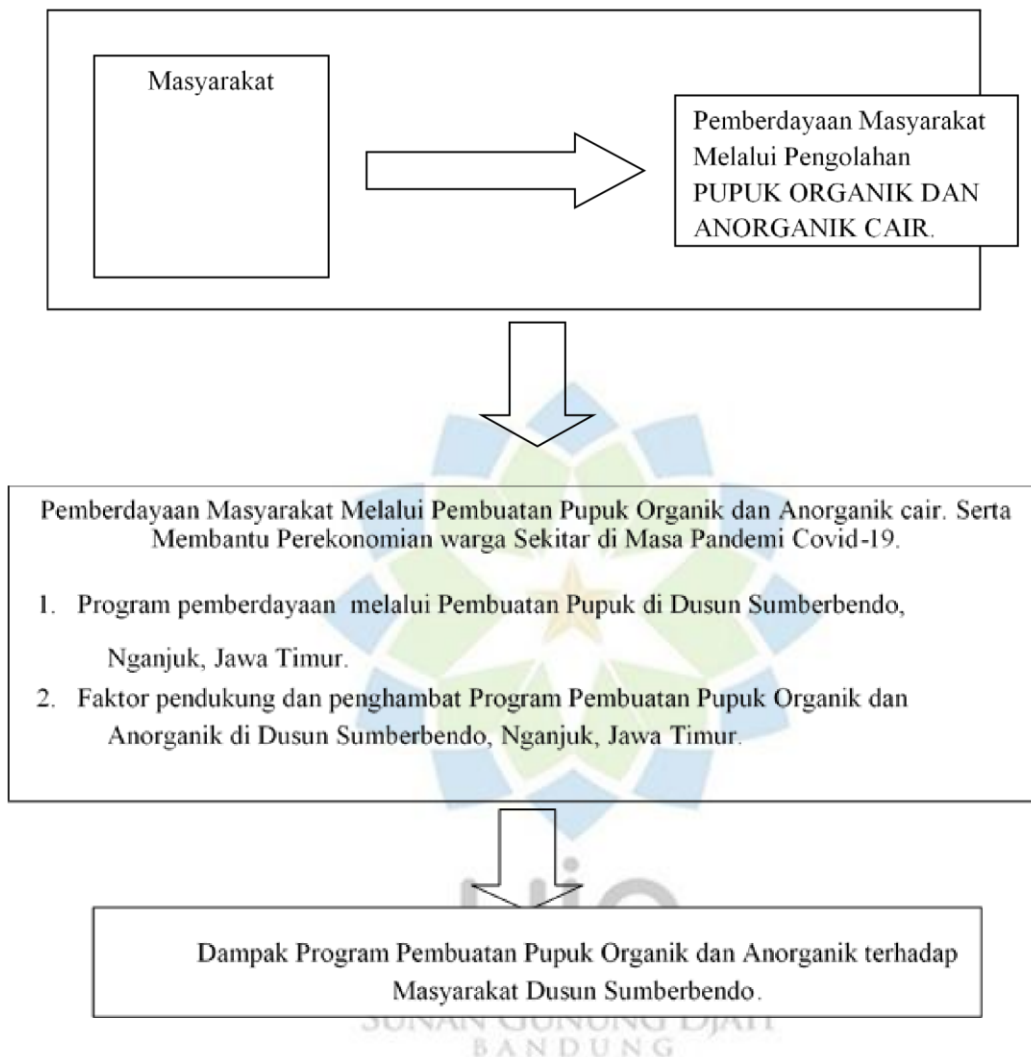 Masyarakat
Pemberdayaan Masyarakat
Melalui Pengolahan
PUPUK ORGANIK DAN
ANORGANIK CAIR.
Pemberdayaan Masyarakat Melalui Pembuatan Pupuk Organik dan Anorganik cair. Serta
Membantu Perekonomian warga Sekitar di Masa Pandemi Covid-19.
1. Program pemberdayaan melalui Pembuatan Pupuk di Dusun Sumberbendo,
Nganjuk, Jawa Timur.
2. Faktor pendukung dan penghambat Program Pembuatan Pupuk Organik dan
Anorganik di Dusun Sumberbendo, Nganjuk, Jawa Timur.
uin
Dampak Program Pembuatan Pupuk Organik dan Anorganik terhadap
Masyarakat Dusun Sumberbendo.
SUNAN GUNUNG DJATI
BANDUNG